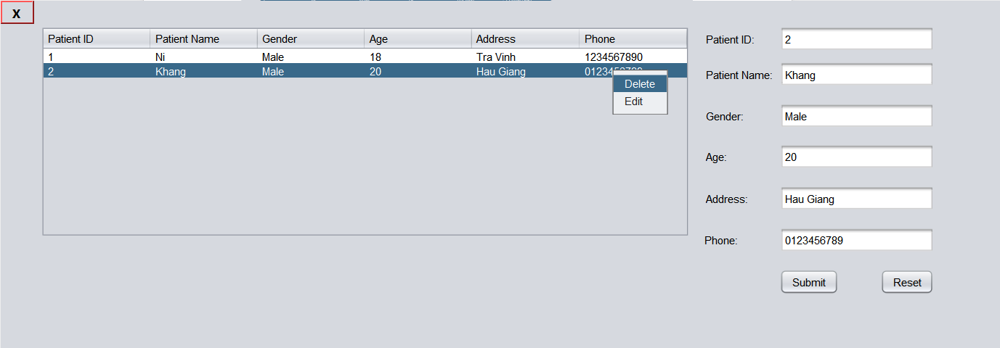 X
Patient ID Patient Name Gender Age Address Phone
1 Ni Male 18 Tra Vinh 1234567890
2 Khang Male 20 Hau Giang
Delete
Edit
Patient ID: 2
Patient Name: Khang
Gender: Male
Age: 20
Address: Hau Giang
Phone: 0123456789
Submit Reset